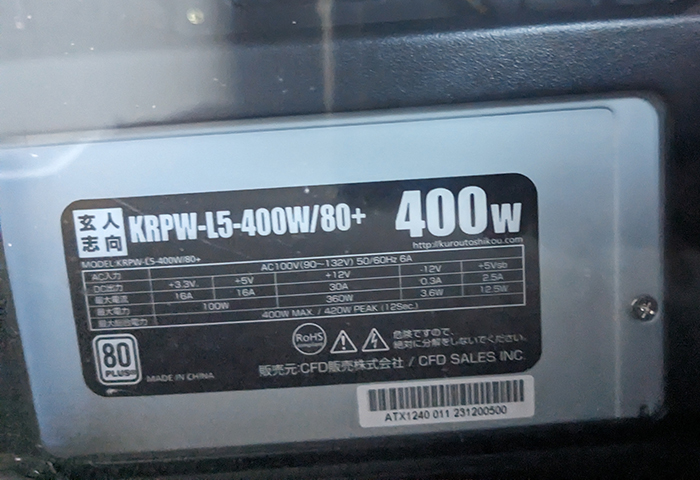 玄人
志向
KRPW-L5-400W/80+
400W
http://kuroutoshikou.com
MODEL:KRPW-L5-400W/80+
AC入力 AC100V(90~132V) 50/60Hz 6A
DC出力 +3.3V +5V +12V -12V +5Vsb
最大電流 16A 16A 30A 0.3A 2.5A
最大電力 100W 360W 3.6W 12.5W
最大総合電力 400W MAX / 420W PEAK (12Sec.)
80
PLUS
MADE IN CHINA
RoHS
compliant
危険ですので、
絶対に分解をしないでください。
販売元:CFD販売株式会社 / CFD SALES INC.
ATX1240 011 231200500